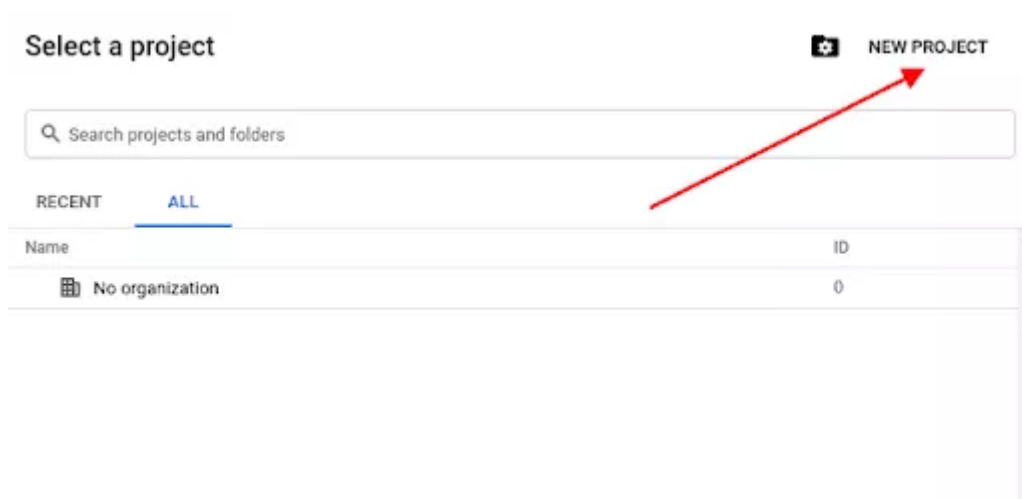 Select a project
NEW PROJECT
Search projects and folders
RECENT ALL
Name ID
No organization 0